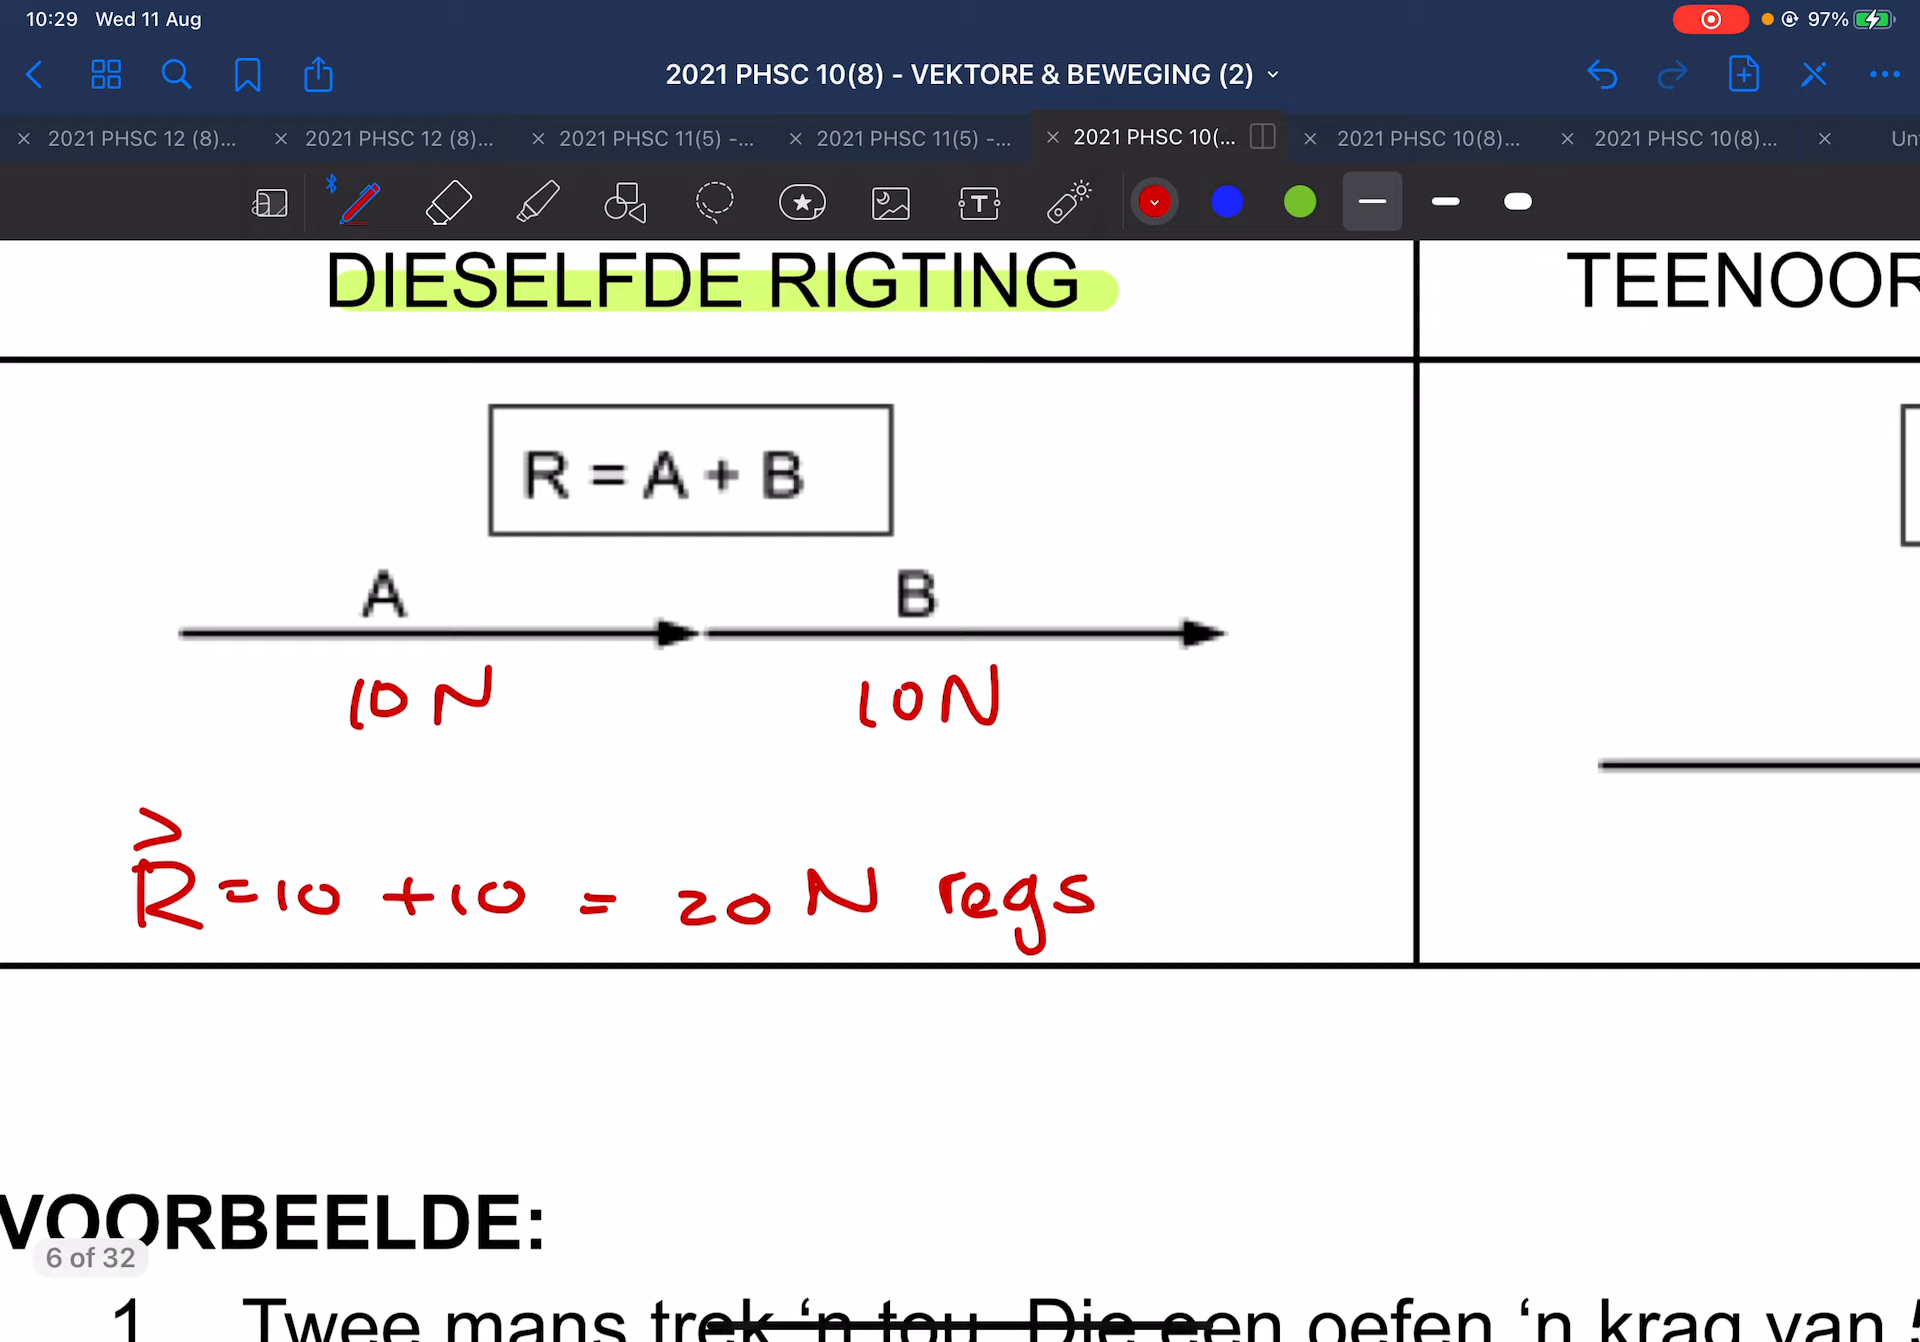 10:29 Wed 11 Aug 97%
2021 PHSC 10(8) - VEKTORE & BEWEGING (2)
2021 PHSC 12 (8)... 2021 PHSC 12 (8)... 2021 PHSC 11(5) -... 2021 PHSC 11(5) -... 2021 PHSC 10(... 2021 PHSC 10(8)... 2021 PHSC 10(8)... Un
DIESELFDE RIGTING
TEENOOR
R = A + B
A B
10 N 10 N
R = 10 + 10 = 20 N regs
VOORBEELDE:
6 of 32
1 Twee mans trek ‘n tou. Die een oefen ‘n krag van